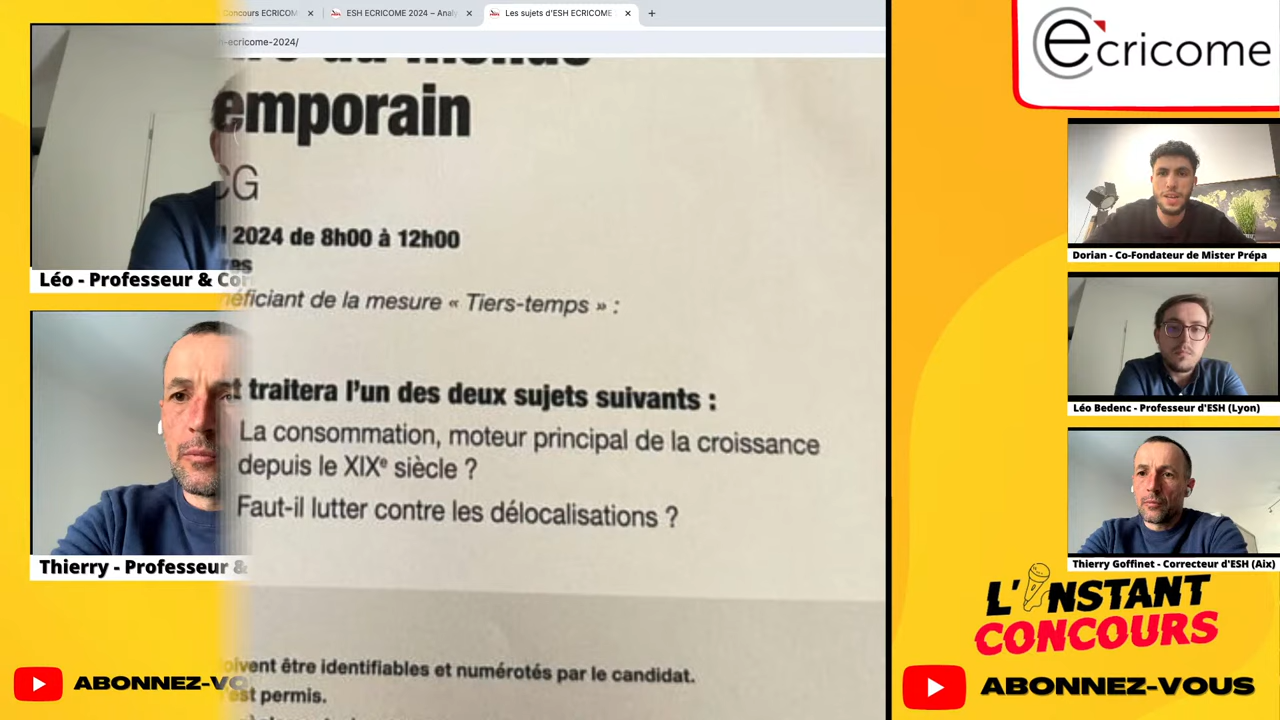 Concours ECRICOM
ESH ECRICOME 2024 – Analy
Les sujets d'ESH ECRICOME
n-ecricome-2024/
emporain
CG
2024 de 8h00 à 12h00
res
néficiant de la mesure « Tiers-temps » :
traitera l'un des deux sujets suivants :
La consommation, moteur principal de la croissance
depuis le XIXe siècle ?
Faut-il lutter contre les délocalisations ?
oivent être identifiables et numérotés par le candidat.
est permis.
Léo - Professeur & Co
Thierry - Professeur &
ABONNEZ-VO
ecricome
Dorian - Co-Fondateur de Mister Prépa
Léo Bedenc - Professeur d'ESH (Lyon)
Thierry Goffinet - Correcteur d'ESH (Aix)
L'INSTANT
CONCOURS
ABONNEZ-VOUS